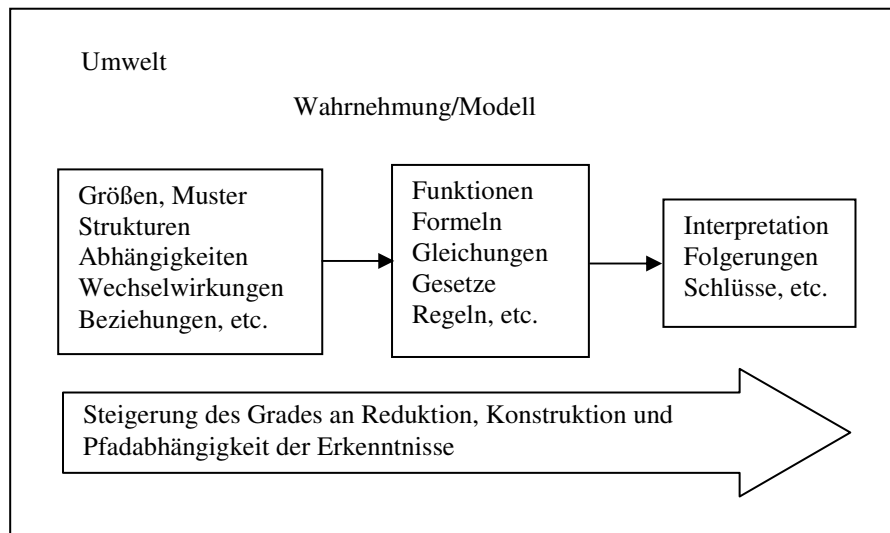 Umwelt
Wahrnehmung/Modell
Größen, Muster
Strukturen
Abhängigkeiten
Wechselwirkungen
Beziehungen, etc.
Funktionen
Formeln
Gleichungen
Gesetze
Regeln, etc.
Interpretation
Folgerungen
Schlüsse, etc.
Steigerung des Grades an Reduktion, Konstruktion und
Pfadabhängigkeit der Erkenntnisse